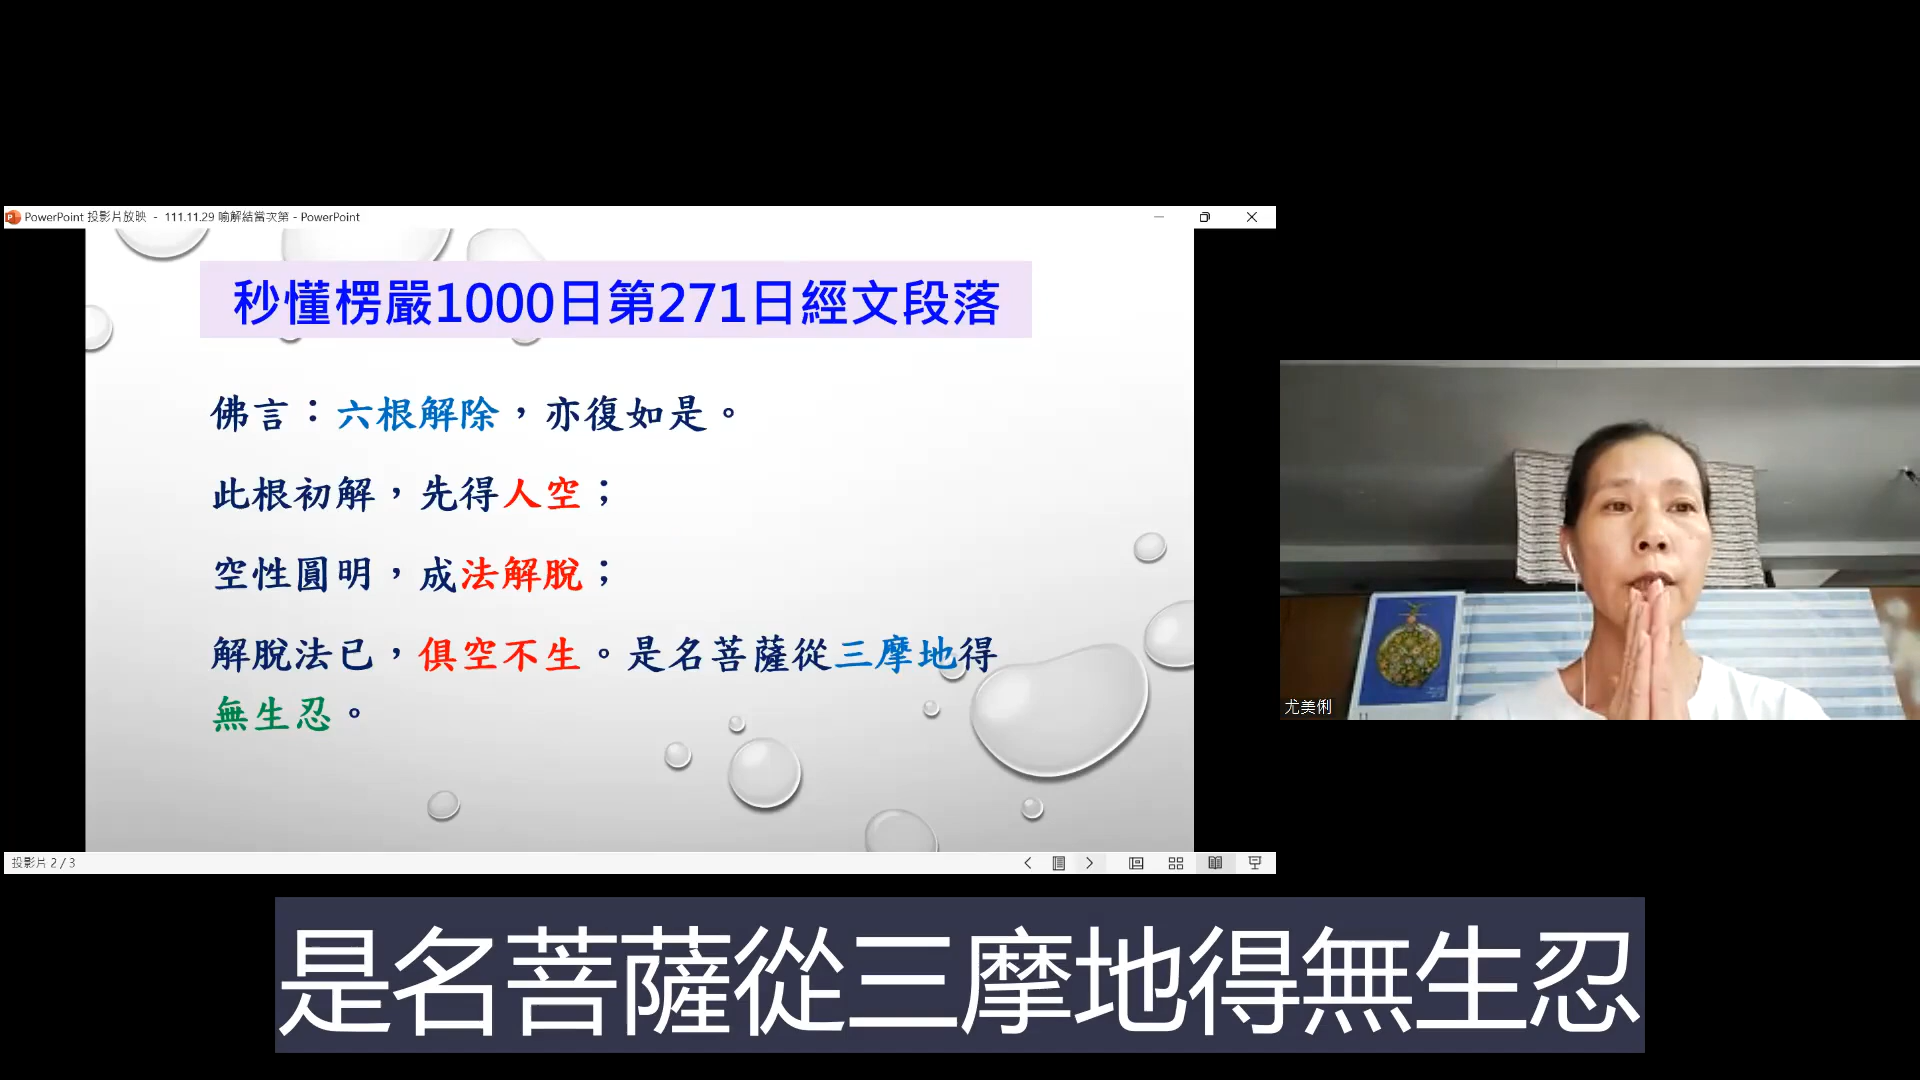 PowerPoint 投影片放映 - 111.11.29 喻解結當次第 - PowerPoint
秒懂楞嚴1000日第271日經文段落
佛言：六根解除，亦復如是。
此根初解，先得人空；
空性圓明，成法解脫；
解脫法已，俱空不生。是名菩薩從三摩地得
無生忍。
尤美俐
投影片 2 / 3
是名菩薩從三摩地得無生忍